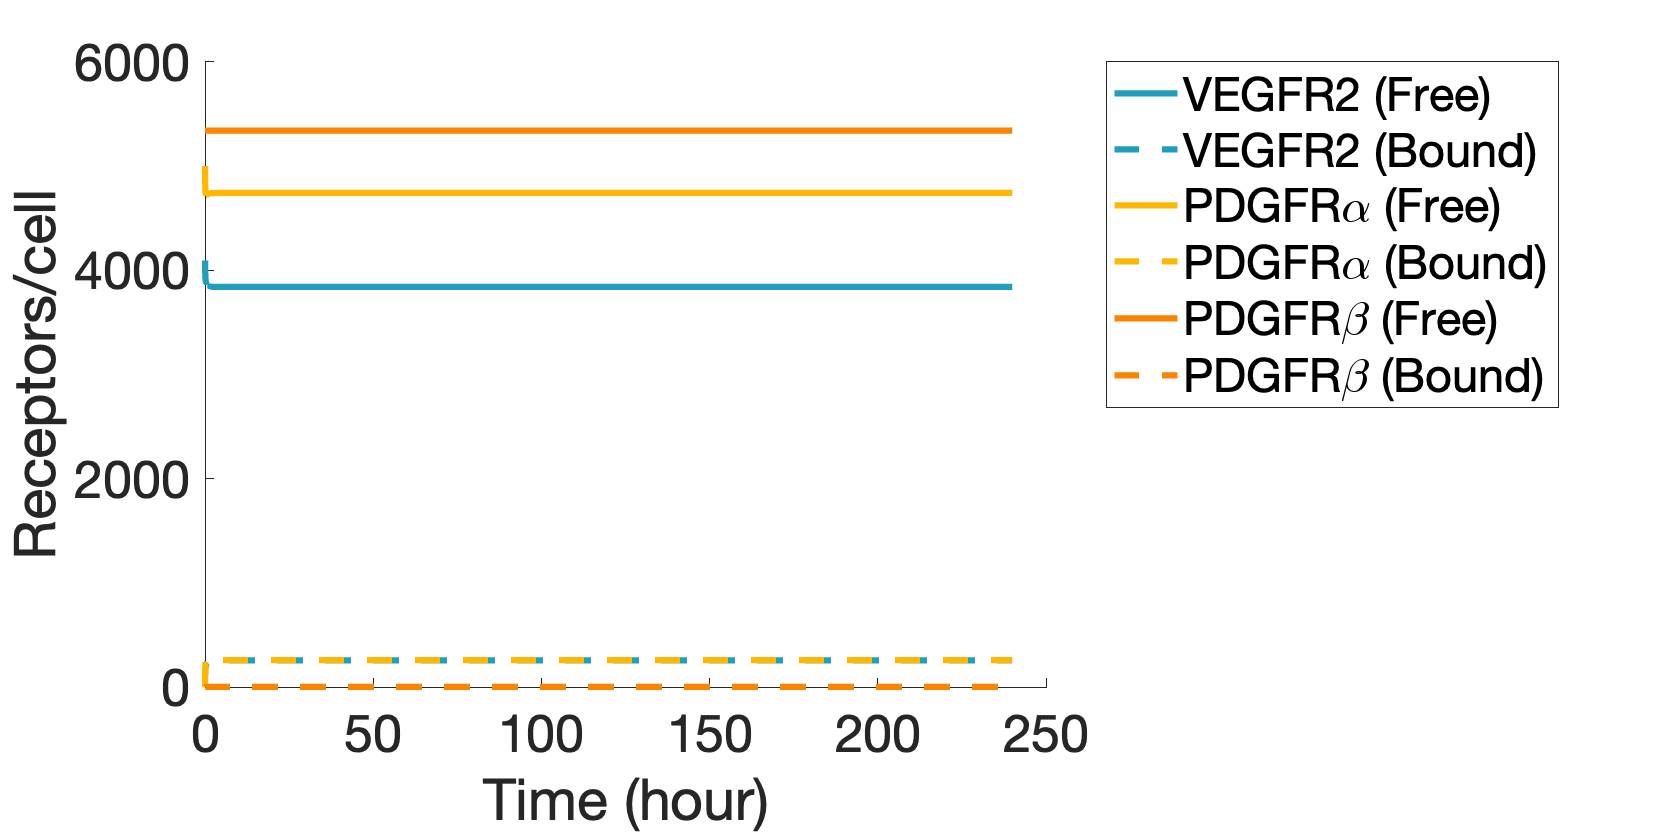 6000
4000
2000
0
0 50 100 150 200 250
Receptors/cell
Time (hour)
VEGFR2 (Free)
VEGFR2 (Bound)
PDGFRα (Free)
PDGFRα (Bound)
PDGFRβ (Free)
PDGFRβ (Bound)